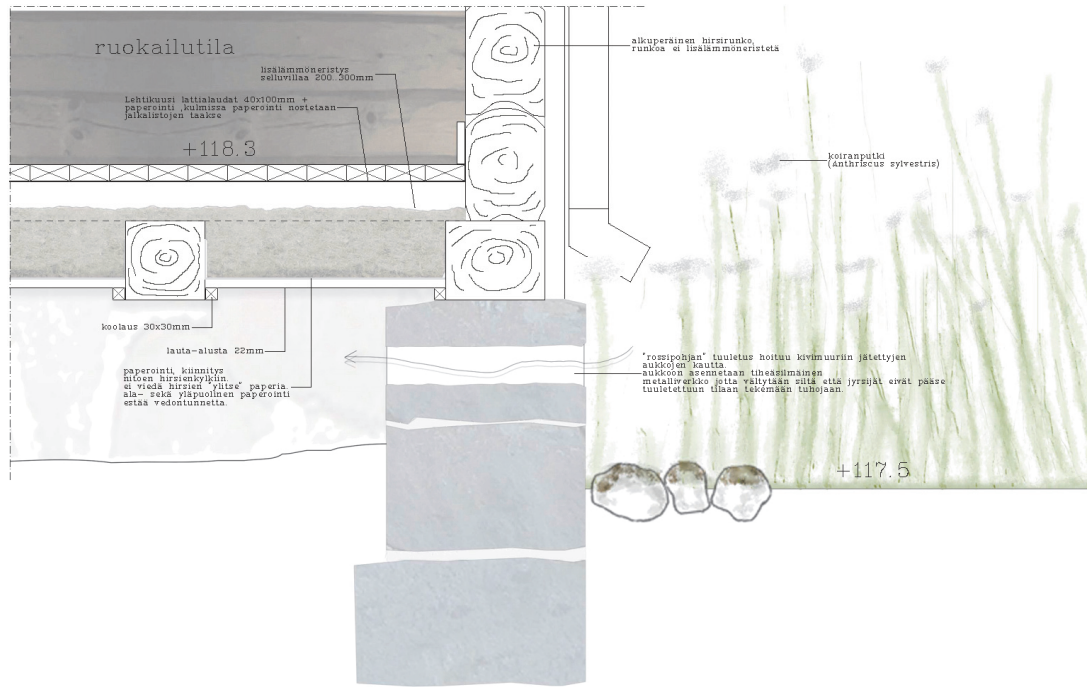 ruokailutila
lisälämmöneristys
selluvillaa 200..300mm
Lehtikuusi lattialaudat 40x100mm +
paperointi ,kulmissa paperointi nostetaan
jalkalistojen taakse
+118.3
alkuperäinen hirsirunko,
runkoa ei lisälämmöneristetä
koiranputki
(Anthriscus sylvestris)
koolaus 30x30mm
lauta-alusta 22mm
paperointi, kiinnitys
nitoen hirsienkylkiin.
ei viedä hirsien "ylitse" paperia.
ala- sekä yläpuolinen paperointi
estää vedontunnetta.
"rossipohjan" tuuletus hoituu kivimuuriin jätettyjen
aukkojen kautta.
aukkoon asennetaan tiheäsilmäinen
metalliverkko jotta vältytään siltä että jyrsijät eivät pääse
tuuletettuun tilaan tekemään tuhojaan.
+117.5